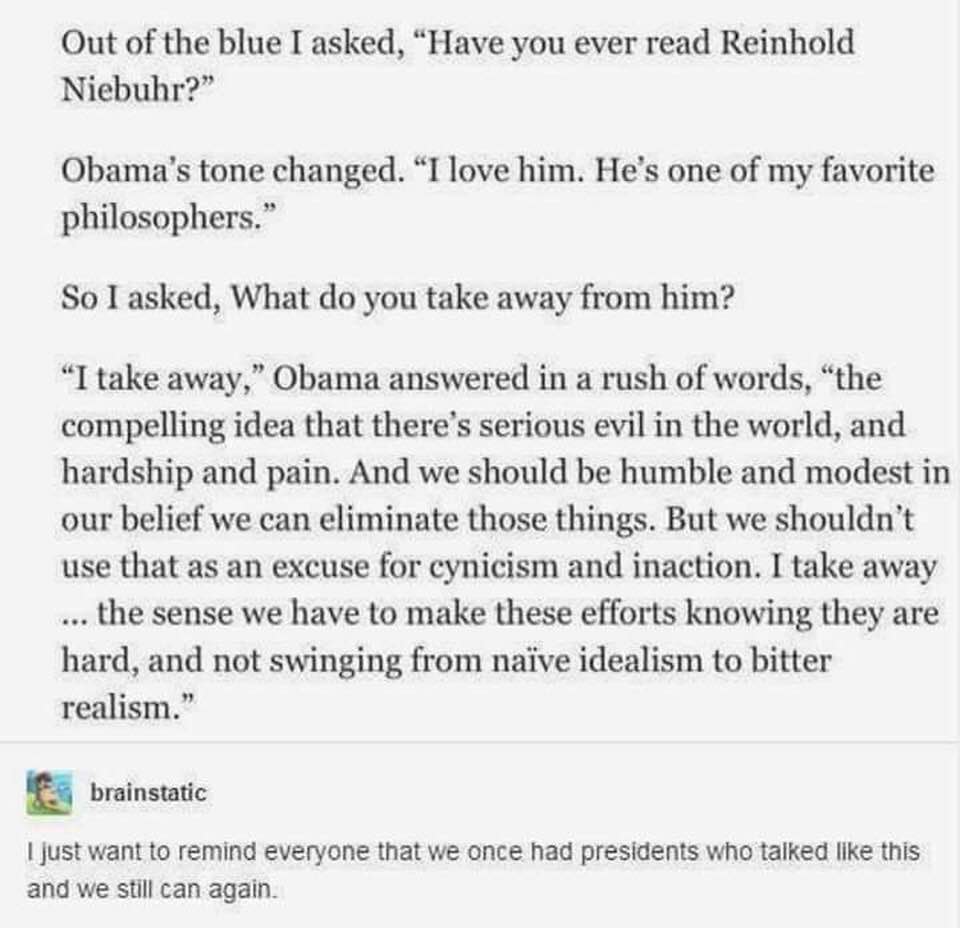 Out of the blue I asked, “Have you ever read Reinhold
Niebuhr?”
Obama’s tone changed. “I love him. He’s one of my favorite
philosophers.”
So I asked, What do you take away from him?
“I take away,” Obama answered in a rush of words, “the
compelling idea that there’s serious evil in the world, and
hardship and pain. And we should be humble and modest in
our belief we can eliminate those things. But we shouldn’t
use that as an excuse for cynicism and inaction. I take away
... the sense we have to make these efforts knowing they are
hard, and not swinging from naïve idealism to bitter
realism.”
brainstatic
I just want to remind everyone that we once had presidents who talked like this
and we still can again.